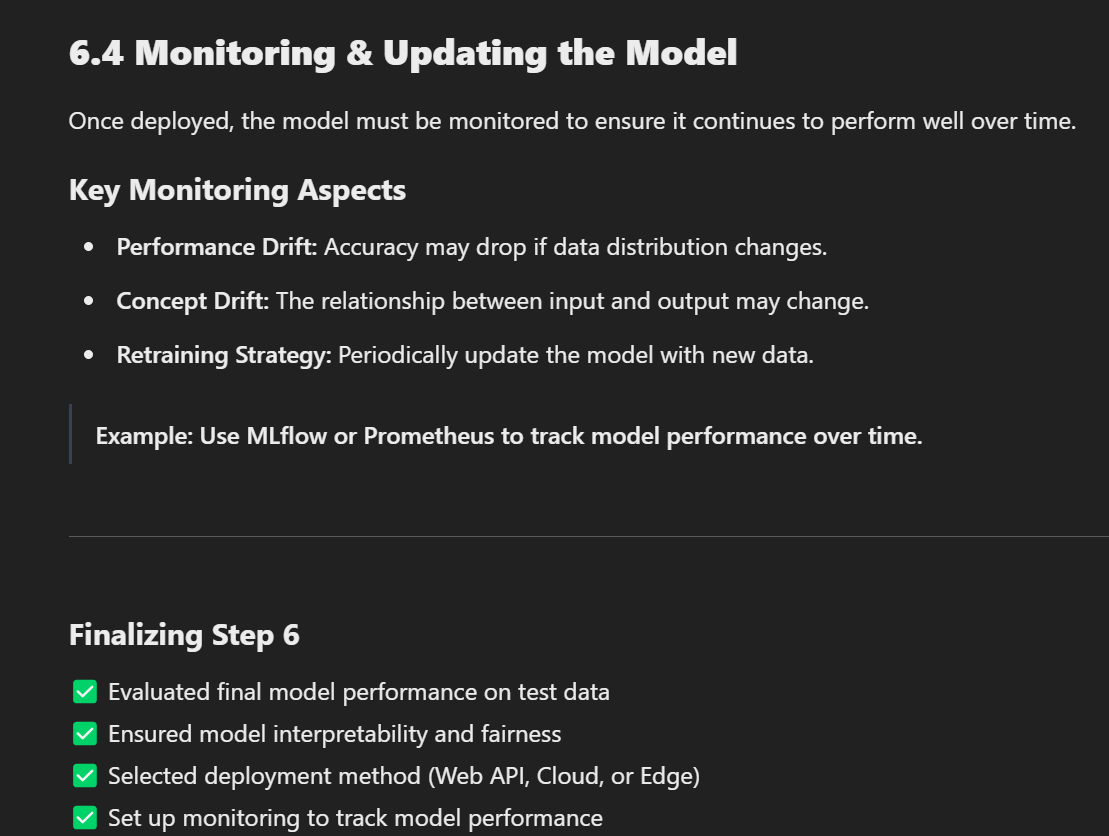 6.4 Monitoring & Updating the Model
Once deployed, the model must be monitored to ensure it continues to perform well over time.
Key Monitoring Aspects
Performance Drift: Accuracy may drop if data distribution changes.
Concept Drift: The relationship between input and output may change.
Retraining Strategy: Periodically update the model with new data.
Example: Use MLflow or Prometheus to track model performance over time.
Finalizing Step 6
Evaluated final model performance on test data
Ensured model interpretability and fairness
Selected deployment method (Web API, Cloud, or Edge)
Set up monitoring to track model performance